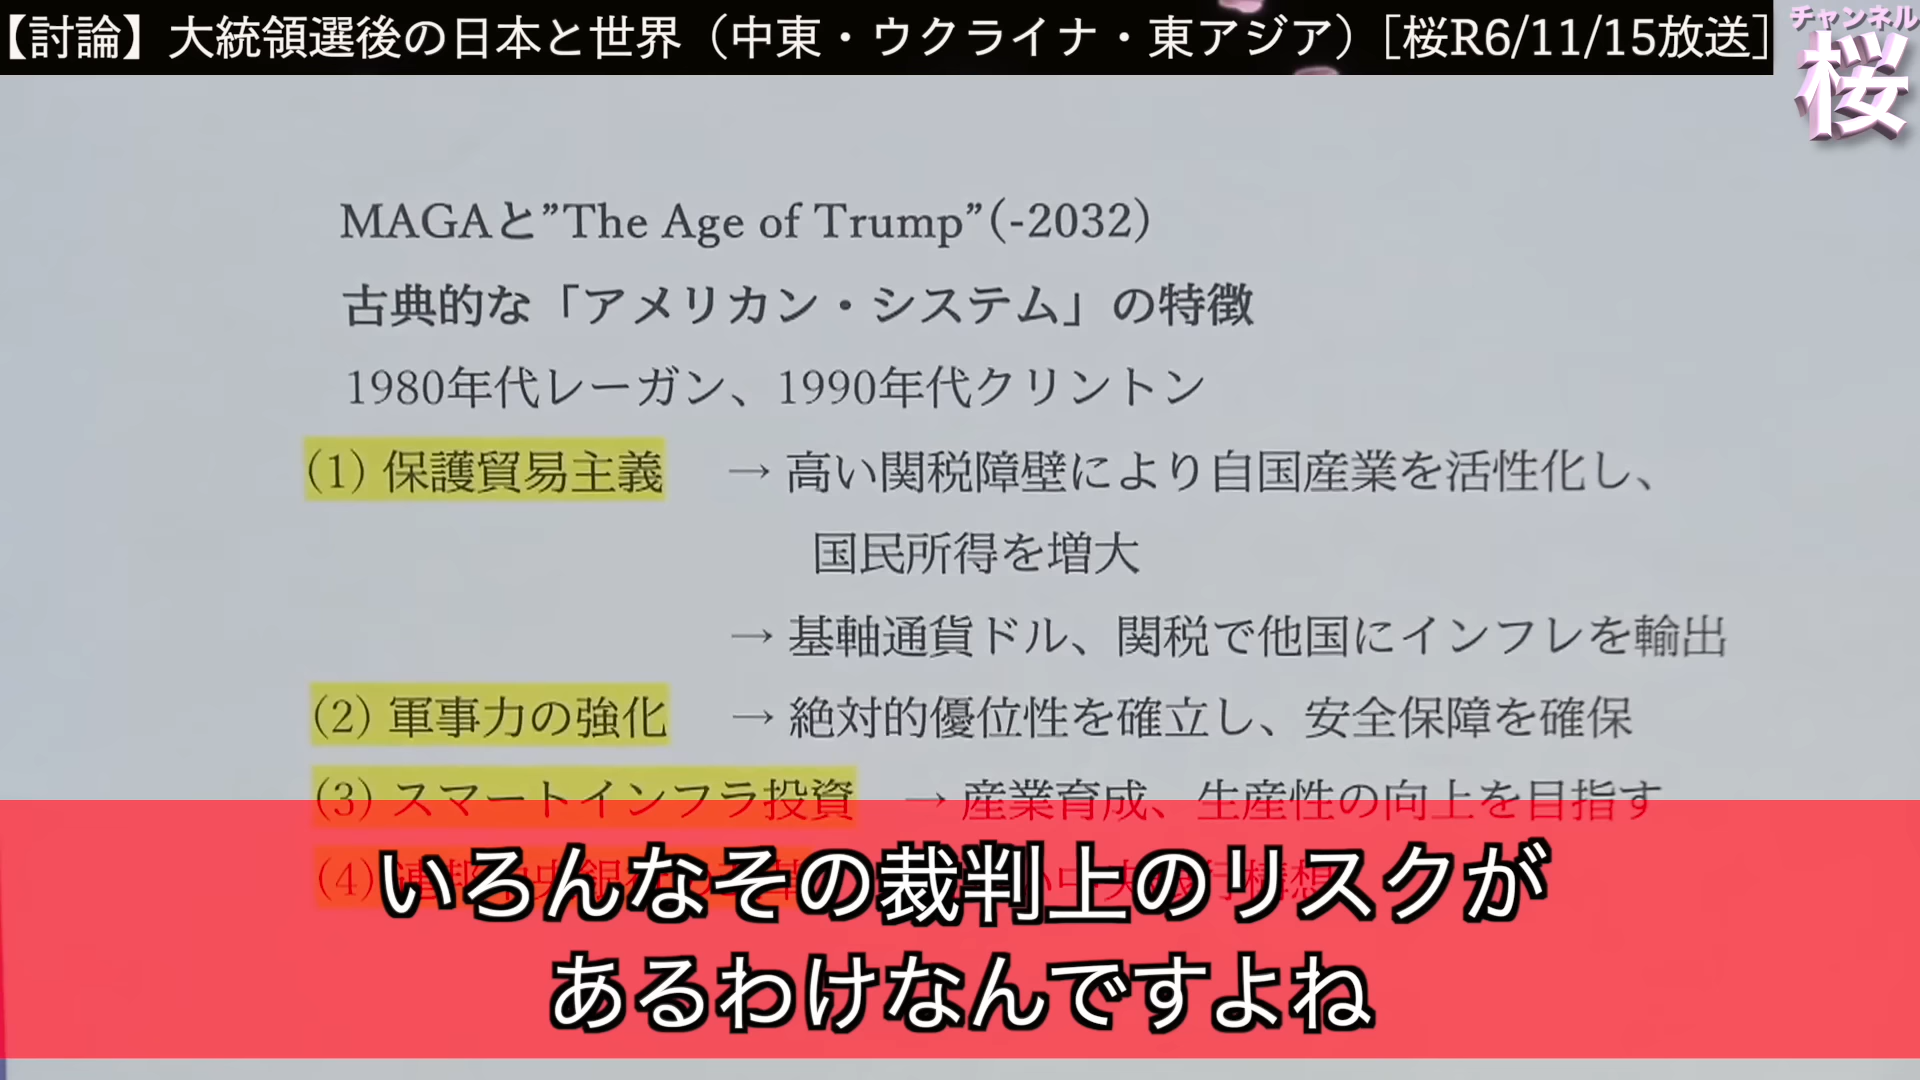 【討論】大統領選後の日本と世界（中東・ウクライナ・東アジア）［桜R6/11/15放送］
チャンネル
桜
MAGAと”The Age of Trump”(-2032)
古典的な「アメリカン・システム」の特徴
1980年代レーガン、1990年代クリントン
(1) 保護貿易主義 → 高い関税障壁により自国産業を活性化し、
国民所得を増大
→ 基軸通貨ドル、関税で他国にインフレを輸出
(2) 軍事力の強化 → 絶対的優位性を確立し、安全保障を確保
(3) スマートインフラ投資 → 産業育成、生産性の向上を目指す
(4)
いろんなその裁判上のリスクが
あるわけなんですよね